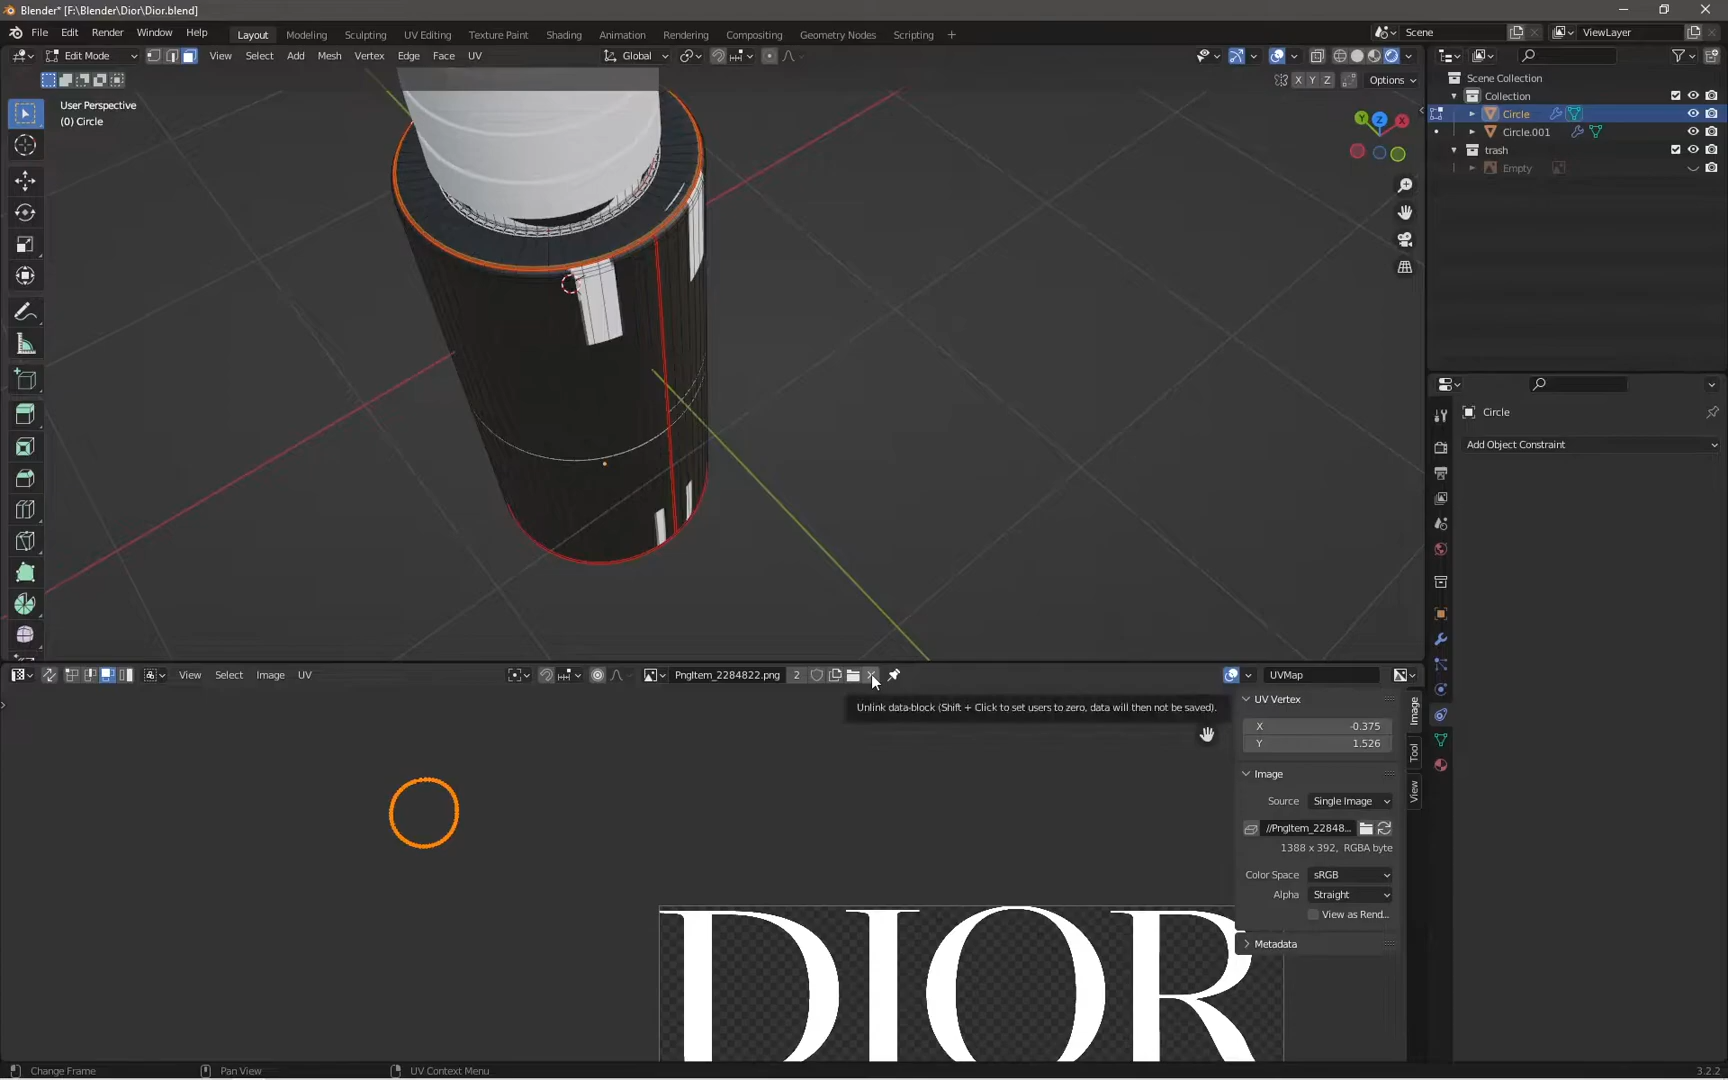 Blender* [F:\Blender\Dior\Dior.blend]
File Edit Render Window Help Layout Modeling Sculpting UV Editing Texture Paint Shading Animation Rendering Compositing Geometry Nodes Scripting + Scene ViewLayer
Edit Mode View Select Add Mesh Vertex Edge Face UV Global
X Y Z Options
User Perspective
(0) Circle
Y Z X
Scene Collection
Collection
Circle
Circle.001
trash
Empty
Circle
Add Object Constraint
View Select Image UV PngItem_2284822.png 2 UVMap
Unlink data-block (Shift + Click to set users to zero, data will then not be saved).
UV Vertex
X -0.375
Y 1.526
Image
Source Single Image
//PngItem_22848...
1388 x 392, RGBA byte
Color Space sRGB
Alpha Straight
View as Rend...
Metadata
Image
Tool
View
DIOR
Change Frame Pan View UV Context Menu 3.2.2